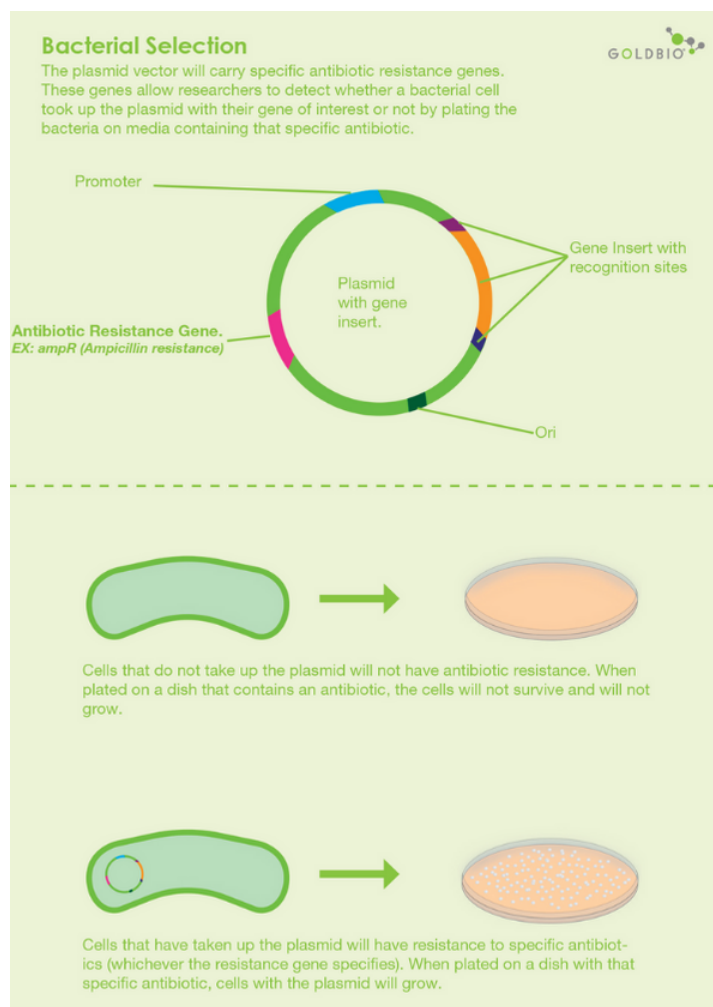 Bacterial Selection
GOLDBIO
The plasmid vector will carry specific antibiotic resistance genes.
These genes allow researchers to detect whether a bacterial cell
took up the plasmid with their gene of interest or not by plating the
bacteria on media containing that specific antibiotic.
Promoter
Gene Insert with
recognition sites
Plasmid
with gene
insert.
Antibiotic Resistance Gene.
EX: ampR (Ampicillin resistance)
Ori
Cells that do not take up the plasmid will not have antibiotic resistance. When
plated on a dish that contains an antibiotic, the cells will not survive and will not
grow.
Cells that have taken up the plasmid will have resistance to specific antibiot-
ics (whichever the resistance gene specifies). When plated on a dish with that
specific antibiotic, cells with the plasmid will grow.